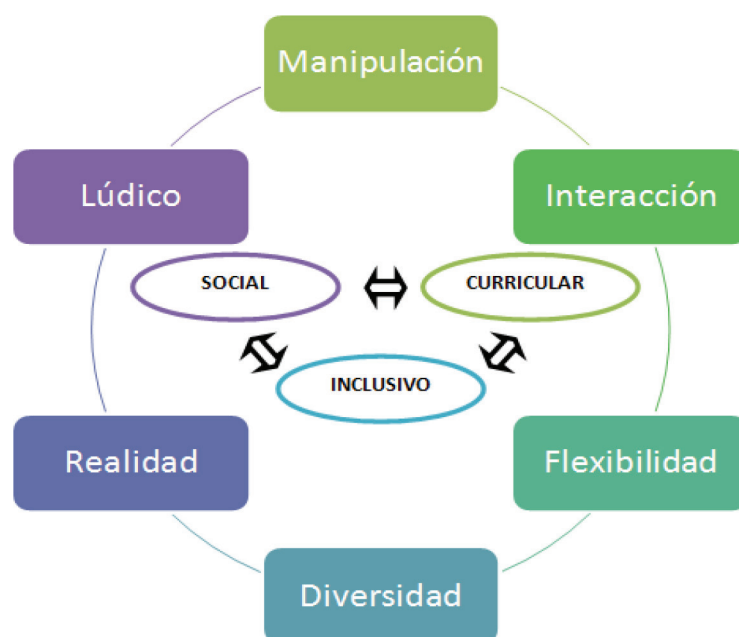 Manipulación
Lúdico
Interacción
SOCIAL
CURRICULAR
INCLUSIVO
Realidad
Flexibilidad
Diversidad